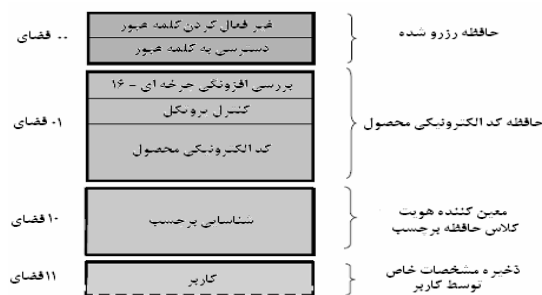 حافظه رزرو شده
غیر فعال کردن کلمه عبور
دسترسی به کلمه عبور
۰۰ فضای
حافظه کد الکترونیکی محصول
بررسی افزونگی چرخه ای - ۱۶
کنترل پروتکل
کد الکترونیکی محصول
۰۱ فضای
معین کننده هویت
کلاس حافظه برچسب
شناسایی برچسب
۱۰ فضای
ذخیره مشخصات خاص
توسط کاربر
کاربر
۱۱ فضای